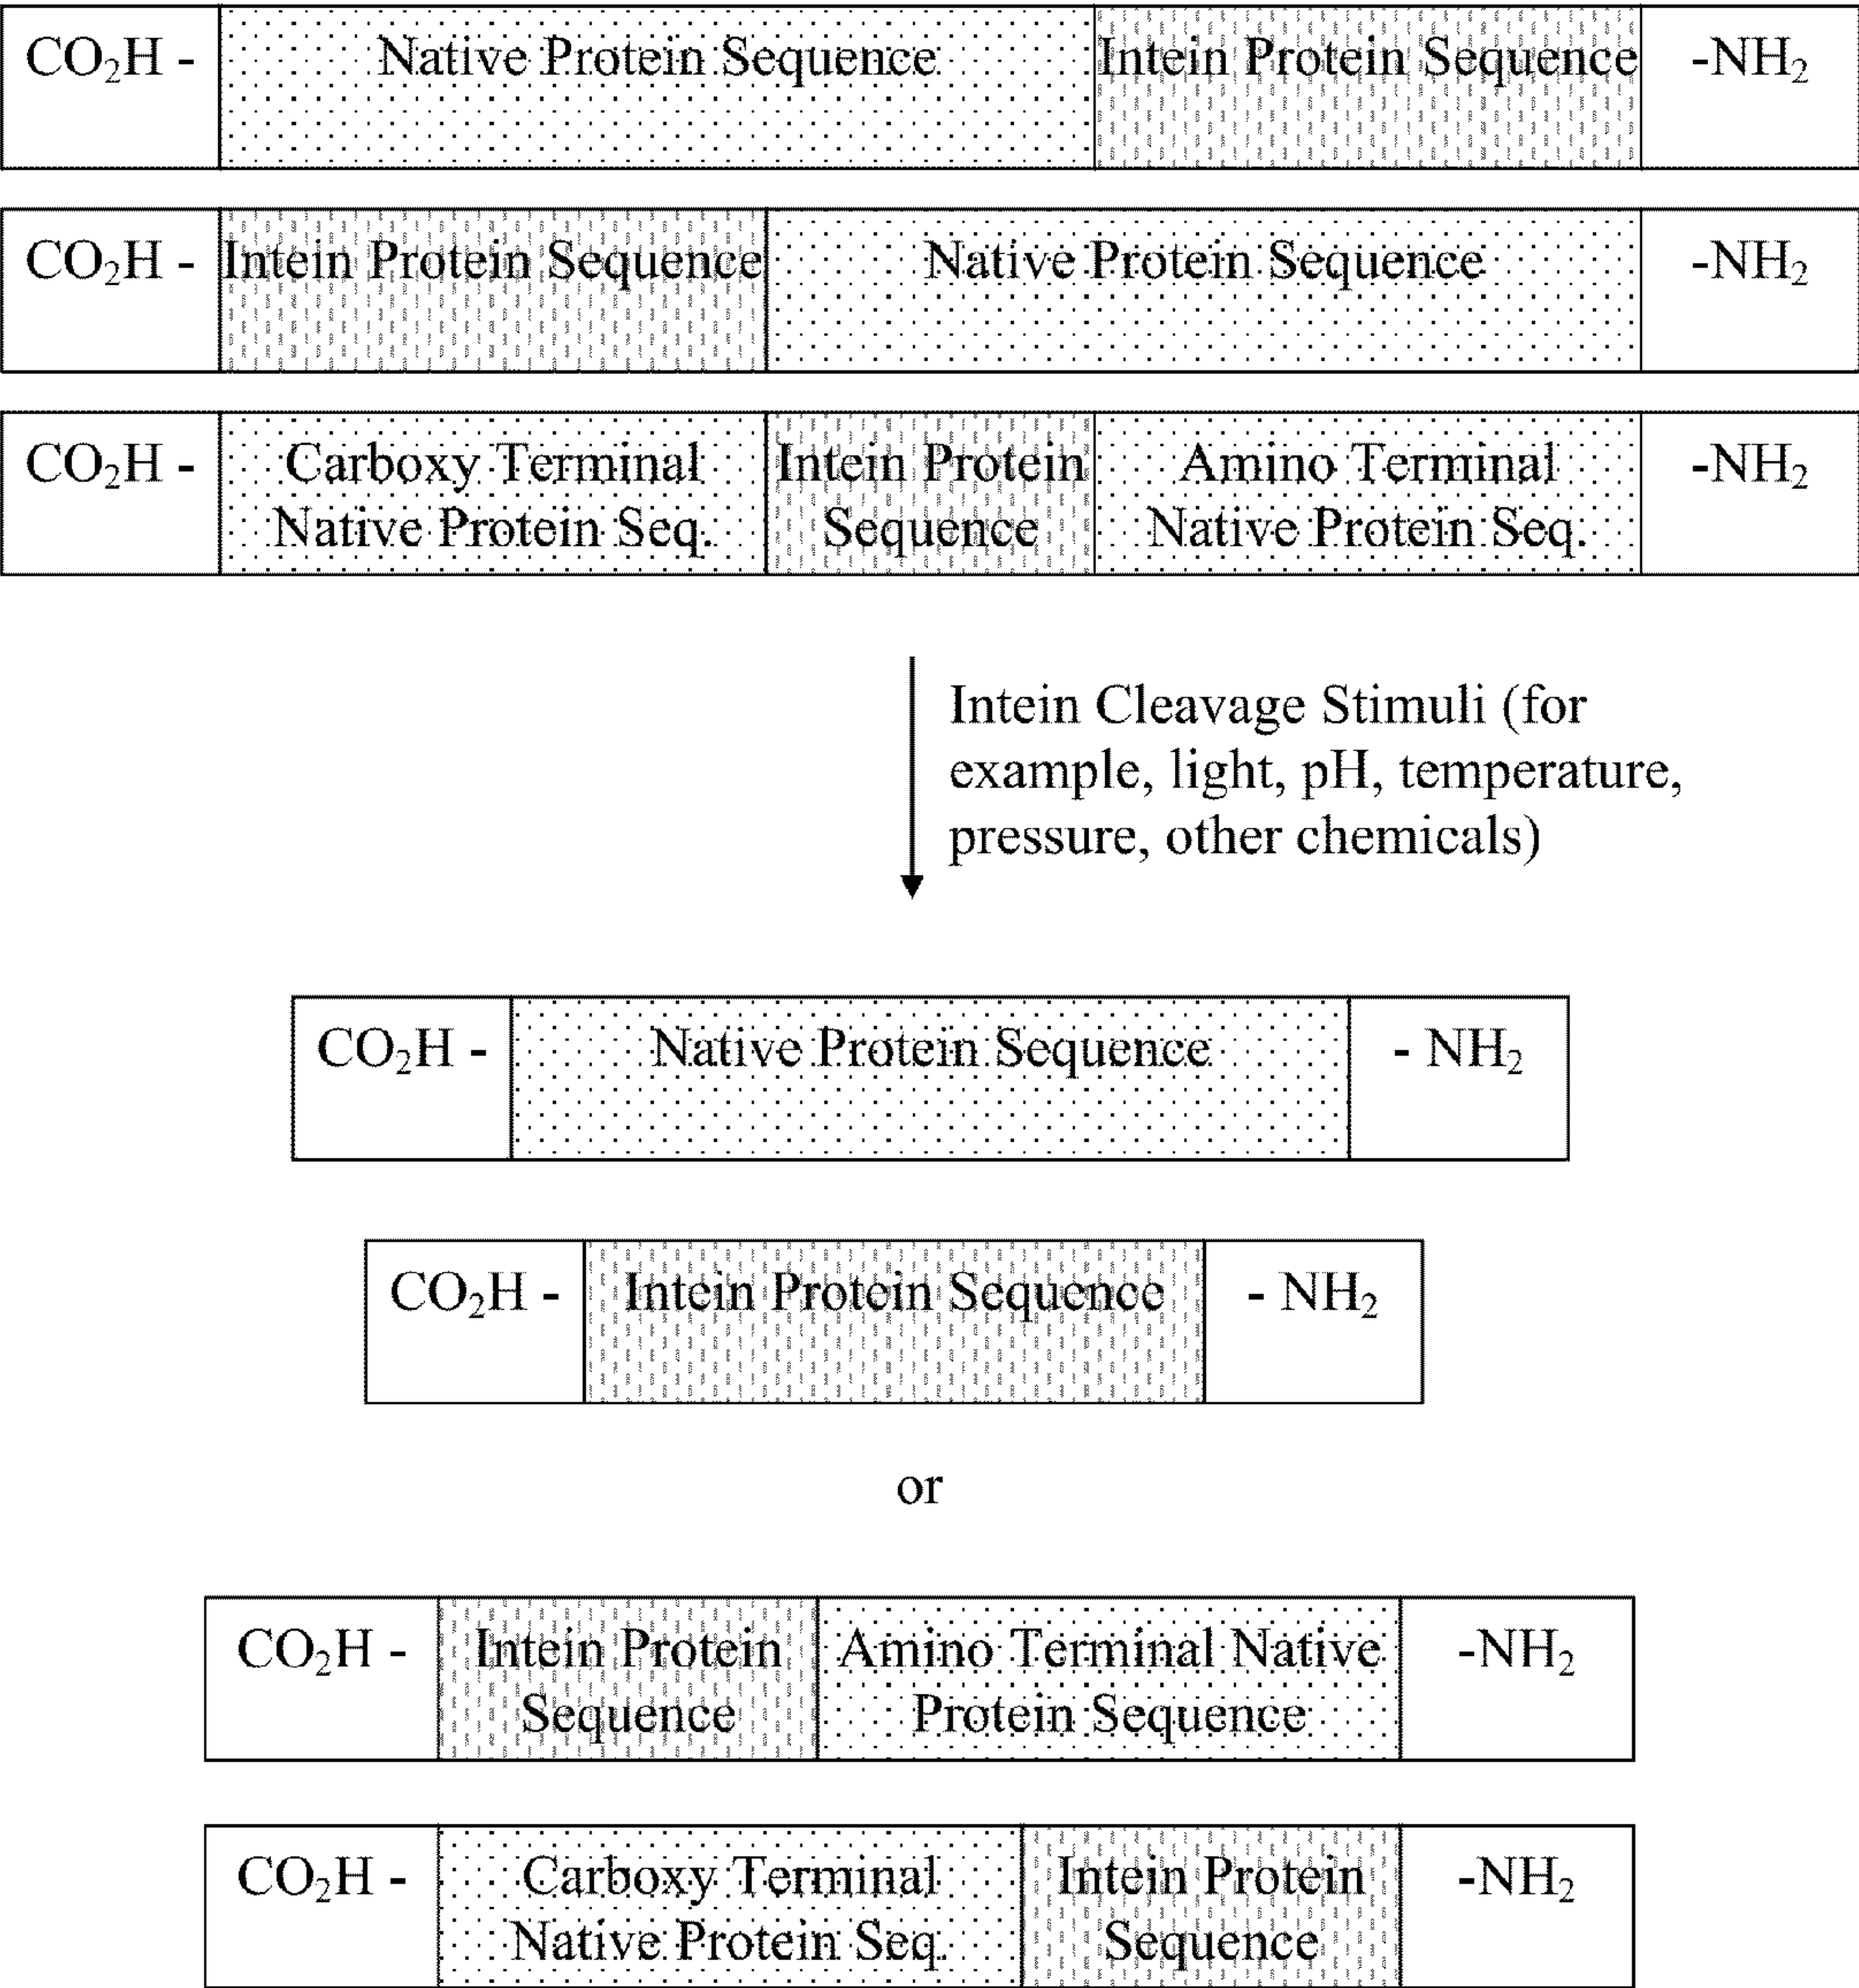 CO₂H - Native Protein Sequence Intein Protein Sequence -NH₂
CO₂H - Intein Protein Sequence Native Protein Sequence -NH₂
CO₂H - Carboxy Terminal Intein Protein Amino Terminal -NH₂
Native Protein Seq. Sequence Native Protein Seq.
Intein Cleavage Stimuli (for
example, light, pH, temperature,
pressure, other chemicals)
CO₂H - Native Protein Sequence - NH₂
CO₂H - Intein Protein Sequence - NH₂
or
CO₂H - Intein Protein Amino Terminal Native -NH₂
Sequence Protein Sequence
CO₂H - Carboxy Terminal Intein Protein -NH₂
Native Protein Seq. Sequence